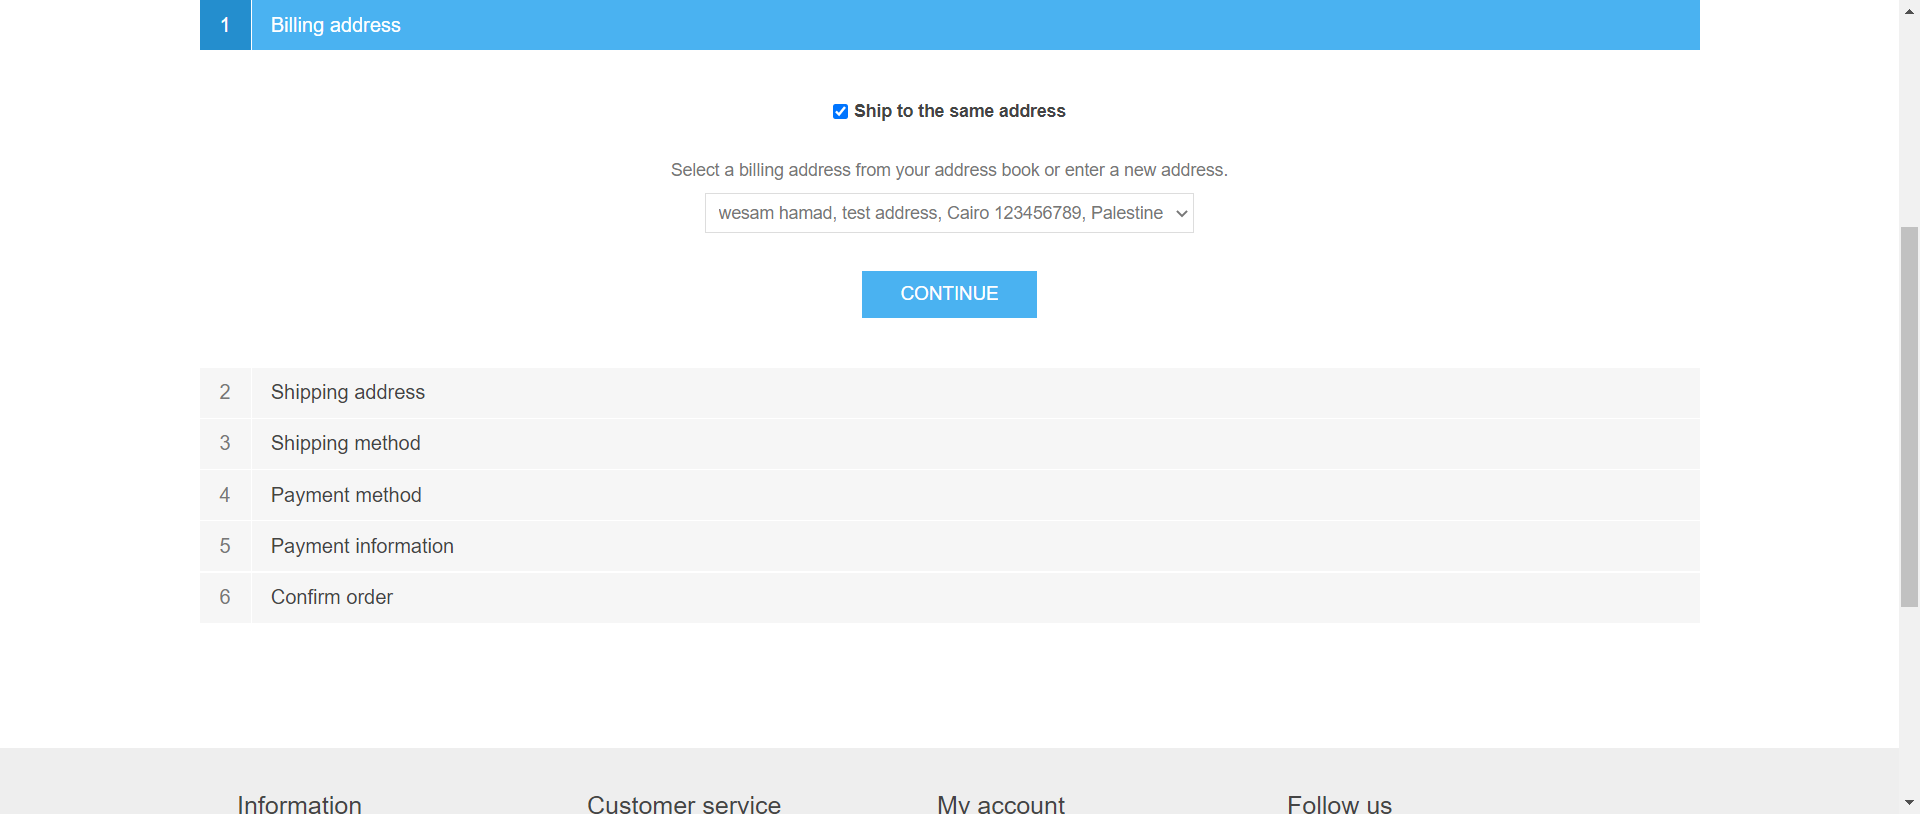 1 Billing address
Ship to the same address
Select a billing address from your address book or enter a new address.
wesam hamad, test address, Cairo 123456789, Palestine
CONTINUE
2 Shipping address
3 Shipping method
4 Payment method
5 Payment information
6 Confirm order
Information Customer service My account Follow us